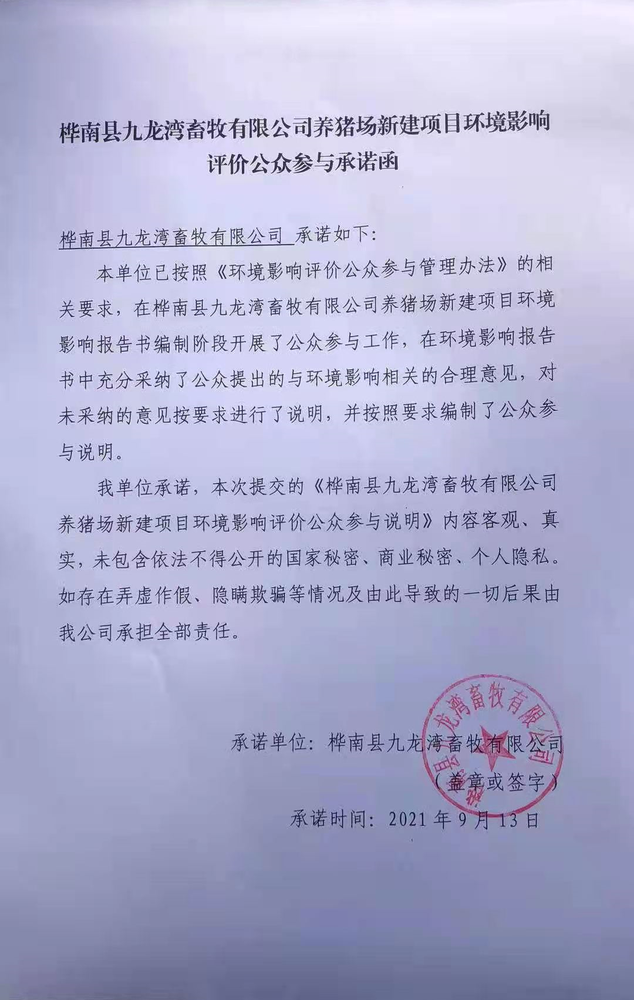 桦南县九龙湾畜牧有限公司养猪场新建项目环境影响
评价公众参与承诺函
桦南县九龙湾畜牧有限公司 承诺如下：
本单位已按照《环境影响评价公众参与管理办法》的相
关要求，在桦南县九龙湾畜牧有限公司养猪场新建项目环境
影响报告书编制阶段开展了公众参与工作，在环境影响报告
书中充分采纳了公众提出的与环境影响相关的合理意见，对
未采纳的意见按要求进行了说明，并按照要求编制了公众参
与说明。
我单位承诺，本次提交的《桦南县九龙湾畜牧有限公司
养猪场新建项目环境影响评价公众参与说明》内容客观、真
实，未包含依法不得公开的国家秘密、商业秘密、个人隐私。
如存在弄虚作假、隐瞒欺骗等情况及由此导致的一切后果由
我公司承担全部责任。
承诺单位：桦南县九龙湾畜牧有限公司
（盖章或签字）
承诺时间：2021 年 9 月 13 日
桦南县九龙湾畜牧有限公司